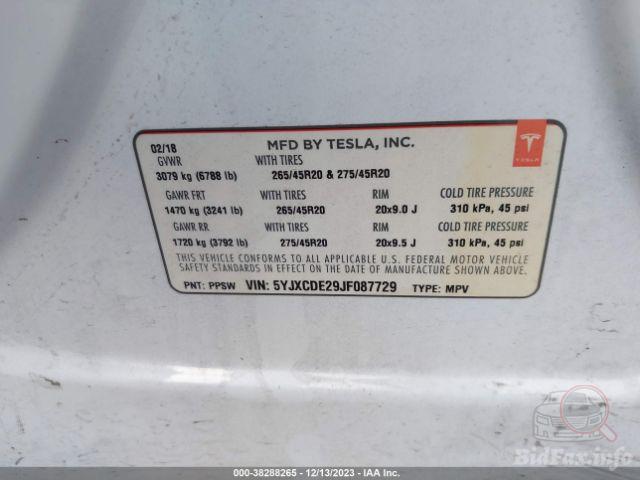 02/18 MFD BY TESLA, INC.
GVWR WITH TIRES
3079 kg (6788 lb) 265/45R20 & 275/45R20
TESLA
GAWR FRT WITH TIRES RIM COLD TIRE PRESSURE
1470 kg (3241 lb) 265/45R20 20x9.0 J 310 kPa, 45 psi
GAWR RR WITH TIRES RIM COLD TIRE PRESSURE
1720 kg (3792 lb) 275/45R20 20x9.5 J 310 kPa, 45 psi
THIS VEHICLE CONFORMS TO ALL APPLICABLE U.S. FEDERAL MOTOR VEHICLE
SAFETY STANDARDS IN EFFECT ON THE DATE OF MANUFACTURE SHOWN ABOVE.
PNT: PPSW VIN: 5YJXCDE29JF087729 TYPE: MPV
BidFax.info
000-38288265 - 12/13/2023 - IAA Inc.